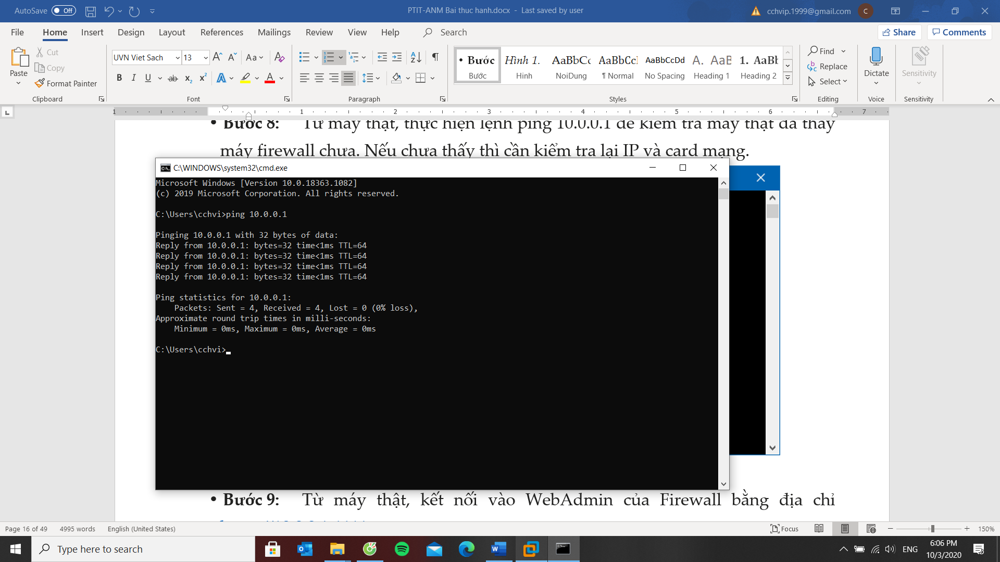 AutoSave Off PTIT-ANM Bai thuc hanh.docx - Last saved by user cchvip.1999@gmail.com C
File Home Insert Design Layout References Mailings Review View Help Search Share Comments
Paste Cut Copy Format Painter
UVN Viet Sach 13 Aa
B I U ab x2 x2 A A
• Bước Hình 1. AaBbCc AaBbCcl AaBbCcDd A. AaB 1. AaBb
Bước Hinh NoiDung ¶ Normal No Spacing Heading 1 Heading 2
Find Replace Select
Dictate Sensitivity
Clipboard Font Paragraph Styles Editing Voice Sensitivity
1 1 2 3 4 5 6 7
• Bước 8: Từ máy thật, thực hiện lệnh ping 10.0.0.1 để kiểm tra máy thật đã thấy
máy firewall chưa. Nếu chưa thấy thì cần kiểm tra lại IP và card mạng.
C:\WINDOWS\system32\cmd.exe
Microsoft Windows [Version 10.0.18363.1082]
(c) 2019 Microsoft Corporation. All rights reserved.
C:\Users\cchvi>ping 10.0.0.1
Pinging 10.0.0.1 with 32 bytes of data:
Reply from 10.0.0.1: bytes=32 time<1ms TTL=64
Reply from 10.0.0.1: bytes=32 time<1ms TTL=64
Reply from 10.0.0.1: bytes=32 time<1ms TTL=64
Reply from 10.0.0.1: bytes=32 time<1ms TTL=64
Ping statistics for 10.0.0.1:
Packets: Sent = 4, Received = 4, Lost = 0 (0% loss),
Approximate round trip times in milli-seconds:
Minimum = 0ms, Maximum = 0ms, Average = 0ms
C:\Users\cchvi>
• Bước 9: Từ máy thật, kết nối vào WebAdmin của Firewall bằng địa chỉ
Page 16 of 49 4995 words English (United States) Focus 150%
Type here to search ENG 6:06 PM
10/3/2020